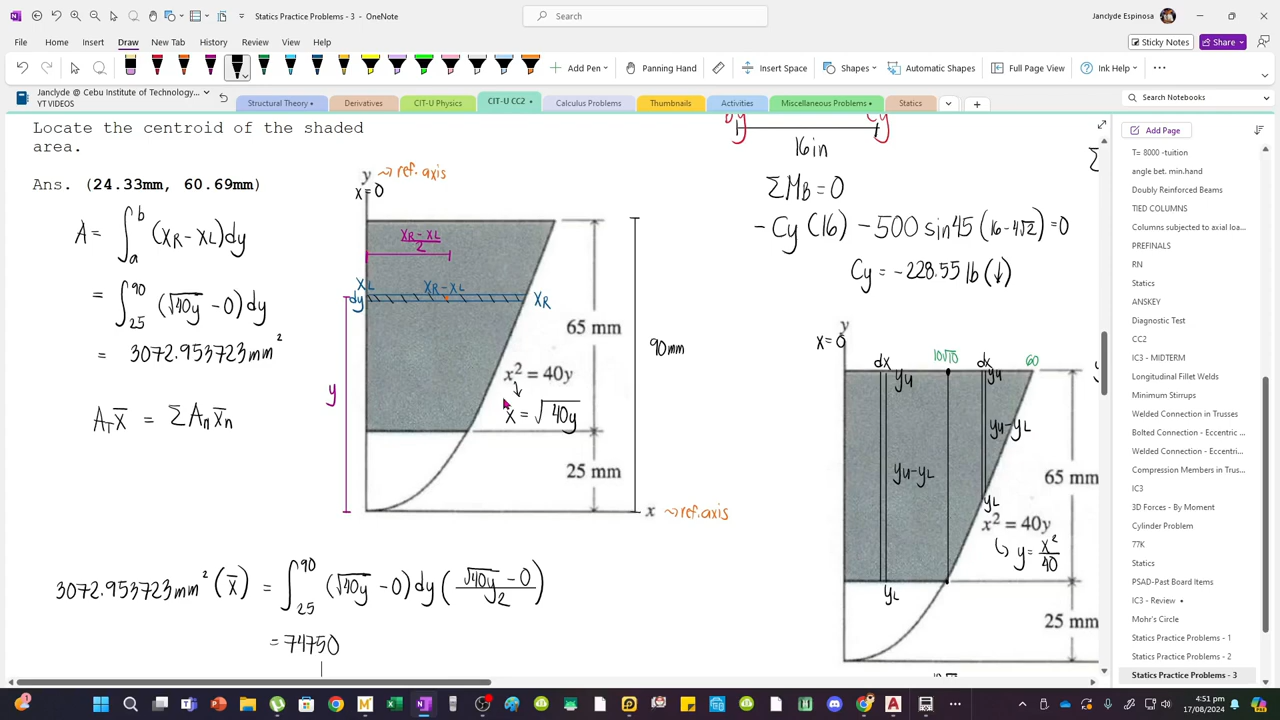 Statics Practice Problems - 3 - OneNote
Search
Janclyde Espinosa
File Home Insert Draw New Tab History Review View Help
Sticky Notes Share
Add Pen Panning Hand Insert Space Shapes Automatic Shapes Full Page View Ink Help
Janclyde @ Cebu Institute of Technology...
YT VIDEOS
Structural Theory Derivatives CIT-U Physics CIT-U CC2 Calculus Problems Thumbnails Activities Miscellaneous Problems Statics
Search Notebooks
Add Page
T= 8000 -tuition
angle bet. min.hand
Doubly Reinforced Beams
TIED COLUMNS
Columns subjected to axial loa...
PREFINALS
RN
Statics
ANSKEY
Diagnostic Test
CC2
IC3 - MIDTERM
Longitudinal Fillet Welds
Minimum Stirrups
Welded Connection in Trusses
Bolted Connection - Eccentric ...
Welded Connection - Eccentri...
Compression Members in Trus...
IC3
3D Forces - By Moment
Cylinder Problem
77K
Statics
PSAD-Past Board Items
IC3 - Review
Mohr's Circle
Statics Practice Problems - 1
Statics Practice Problems - 2
Statics Practice Problems - 3
Locate the centroid of the shaded
area.
Ans. (24.33mm, 60.69mm)
A = ∫ₐᵇ (XR - XL) dy
= ∫₂₅⁹⁰ (√40y - 0) dy
= 3072.953723mm²
AT x̄ = Σ An x̄n
y → ref. axis
x=0
XR - XL
2
XL
dy
XR - XL
XR
y
x² = 40y
x = √40y
65 mm
25 mm
90mm
x → ref. axis
3072.953723mm² (x̄) = ∫₂₅⁹⁰ (√40y - 0) dy (√40y - 0 / 2)
= 74750
By Cy
16in
ΣMB = 0
- Cy (16) - 500 sin45 (16 - 4√2) = 0
Cy = -228.55 lb (↓)
y
x=0
dx 10√10 dx 60
yu yu
yu-yL
yu-yL
yL
yL
x² = 40y
y = x²/40
65 mm
25 mm
4:51 pm
17/08/2024